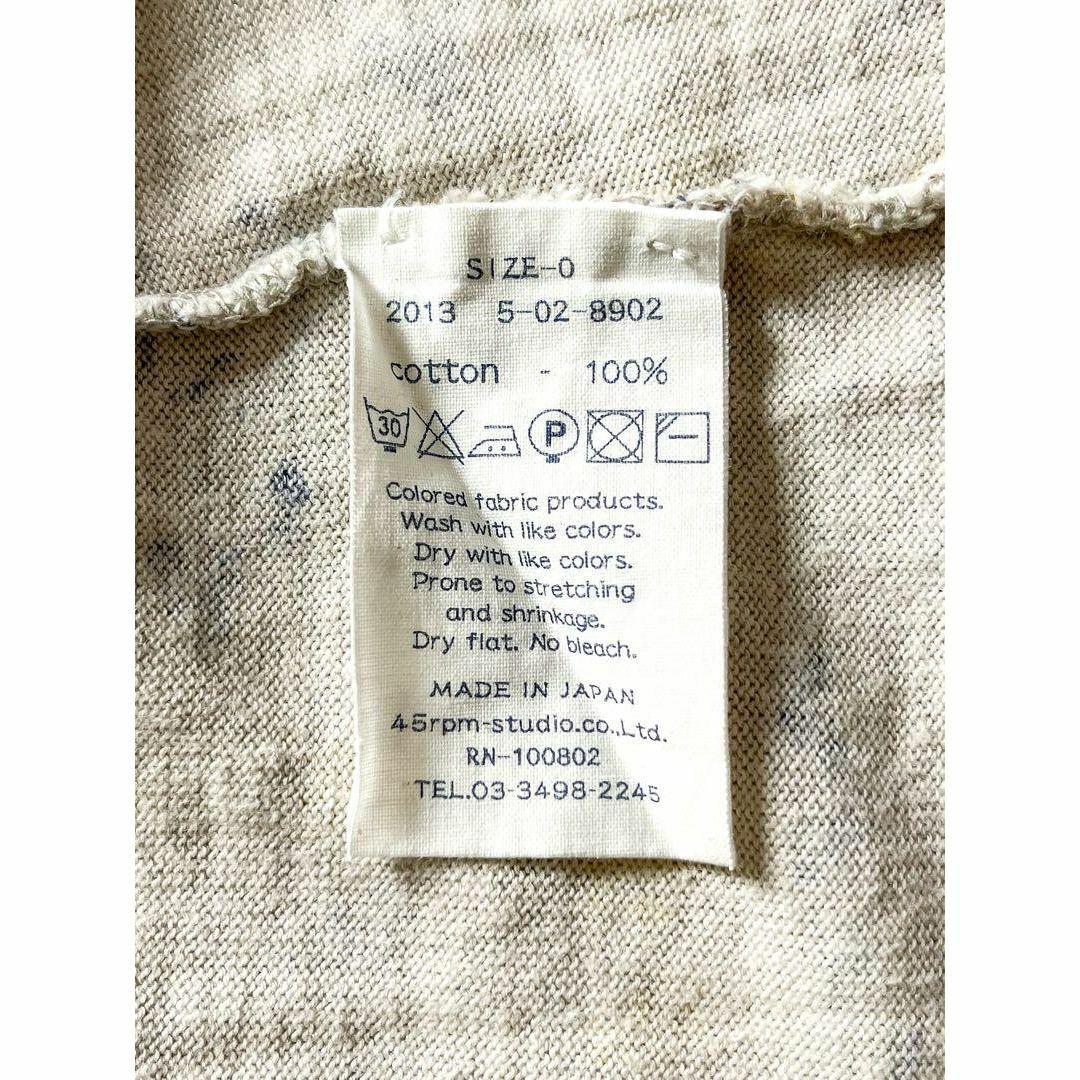 SIZE-0
2013 5-02-8902
cotton - 100%
30 P
Colored fabric products.
Wash with like colors.
Dry with like colors.
Prone to stretching
and shrinkage.
Dry flat. No bleach.
MADE IN JAPAN
45rpm-studio.co.,Ltd.
RN-100802
TEL.03-3498-2245